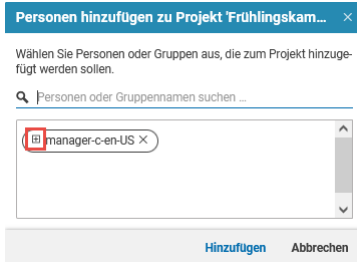 Personen hinzufügen zu Projekt 'Frühlingskam... ×
Wählen Sie Personen oder Gruppen aus, die zum Projekt hinzuge-
fügt werden sollen.
Personen oder Gruppennamen suchen ...
manager-c-en-US ×
Hinzufügen Abbrechen